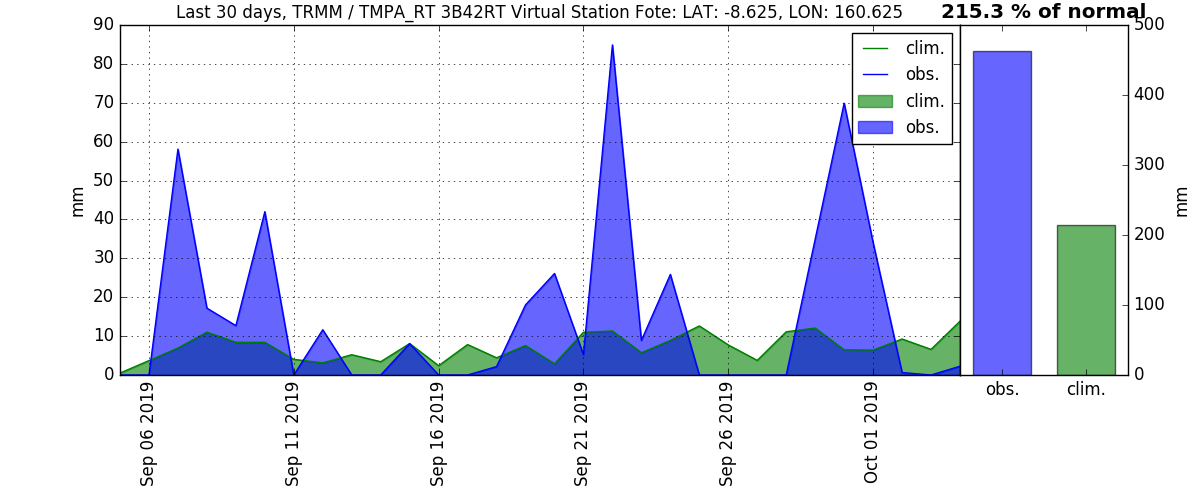 Last 30 days, TRMM / TMPA_RT 3B42RT Virtual Station Fote: LAT: -8.625, LON: 160.625
215.3 % of normal
90
80
70
60
50
40
30
20
10
0
mm
clim.
obs.
clim.
obs.
Sep 06 2019
Sep 11 2019
Sep 16 2019
Sep 21 2019
Sep 26 2019
Oct 01 2019
500
400
300
200
100
0
mm
obs.
clim.